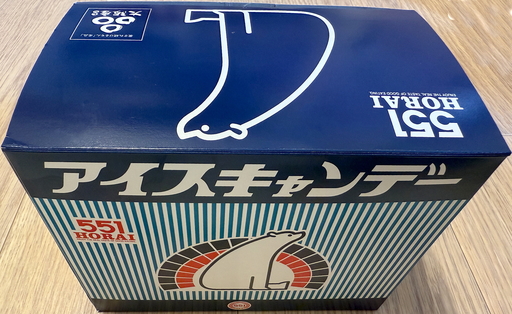 551
HORAI
ENJOY THE REAL TASTE OF GOOD EATING.
アイスキャンデー
551
HORAI